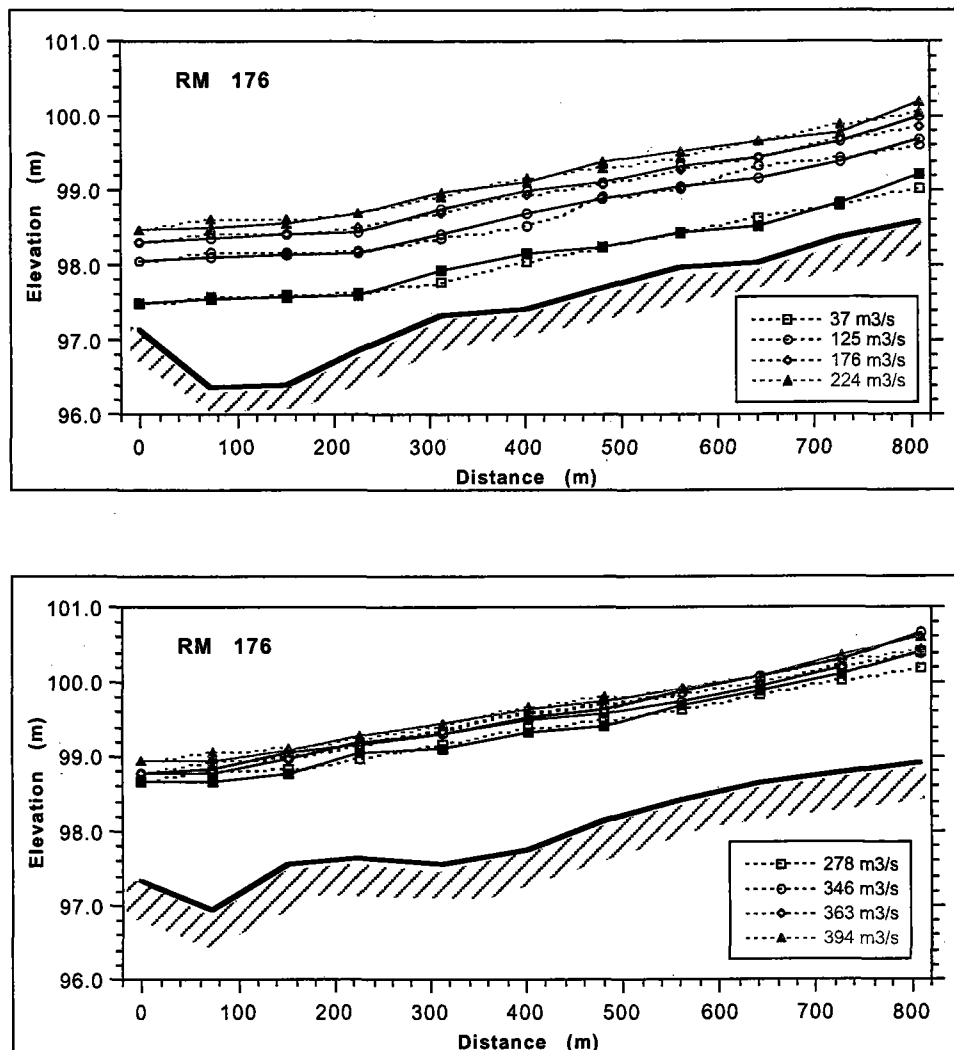 101.0
RM 176
100.0
99.0
98.0
97.0
96.0
Elevation (m)
37 m3/s
125 m3/s
176 m3/s
224 m3/s
0 100 200 300 400 500 600 700 800
Distance (m)
101.0
RM 176
100.0
99.0
98.0
97.0
96.0
Elevation (m)
278 m3/s
346 m3/s
363 m3/s
394 m3/s
0 100 200 300 400 500 600 700 800
Distance (m)